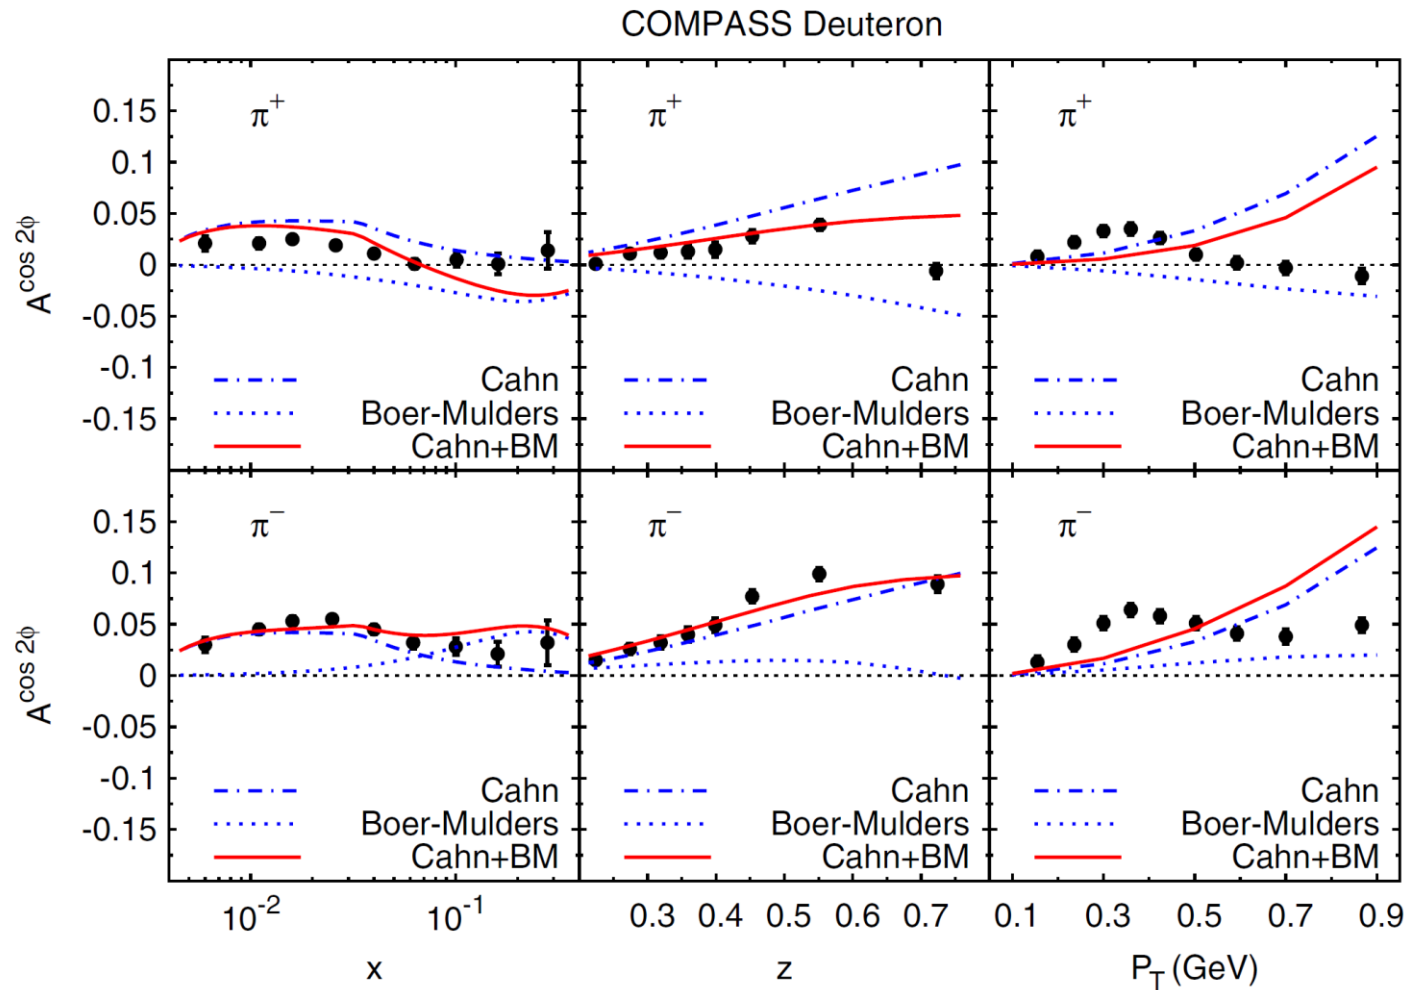 COMPASS Deuteron
π⁺ π⁺ π⁺
0.15
0.1
0.05
0
-0.05
-0.1
-0.15
A^cos 2ϕ
Cahn Cahn Cahn
Boer-Mulders Boer-Mulders Boer-Mulders
Cahn+BM Cahn+BM Cahn+BM
π⁻ π⁻ π⁻
0.15
0.1
0.05
0
-0.05
-0.1
-0.15
A^cos 2ϕ
Cahn Cahn Cahn
Boer-Mulders Boer-Mulders Boer-Mulders
Cahn+BM Cahn+BM Cahn+BM
10⁻² 10⁻¹ 0.3 0.4 0.5 0.6 0.7 0.1 0.3 0.5 0.7 0.9
x z P_T (GeV)